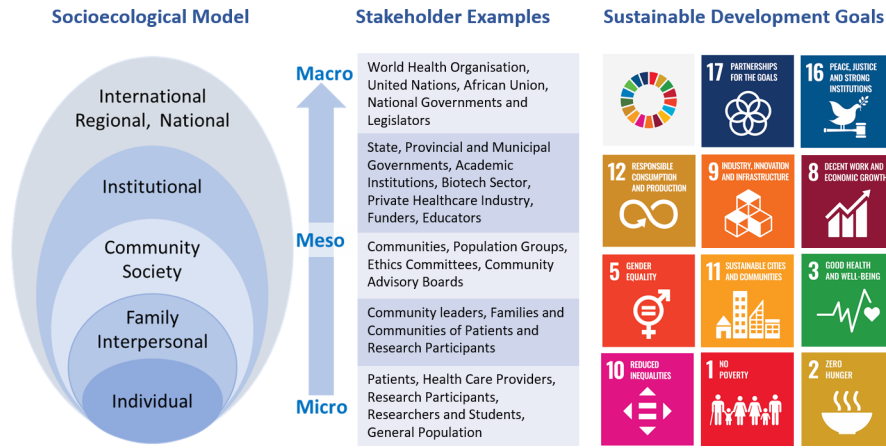 Socioecological Model
Stakeholder Examples
Sustainable Development Goals
International
Regional, National
Institutional
Community
Society
Family
Interpersonal
Individual
Macro
Meso
Micro
World Health Organisation,
United Nations, African Union,
National Governments and
Legislators
State, Provincial and Municipal
Governments, Academic
Institutions, Biotech Sector,
Private Healthcare Industry,
Funders, Educators
Communities, Population Groups,
Ethics Committees, Community
Advisory Boards
Community leaders, Families and
Communities of Patients and
Research Participants
Patients, Health Care Providers,
Research Participants,
Researchers and Students,
General Population
17 PARTNERSHIPS
FOR THE GOALS
16 PEACE, JUSTICE
AND STRONG
INSTITUTIONS
12 RESPONSIBLE
CONSUMPTION
AND PRODUCTION
9 INDUSTRY, INNOVATION
AND INFRASTRUCTURE
8 DECENT WORK AND
ECONOMIC GROWTH
5 GENDER
EQUALITY
11 SUSTAINABLE CITIES
AND COMMUNITIES
3 GOOD HEALTH
AND WELL-BEING
10 REDUCED
INEQUALITIES
1 NO
POVERTY
2 ZERO
HUNGER